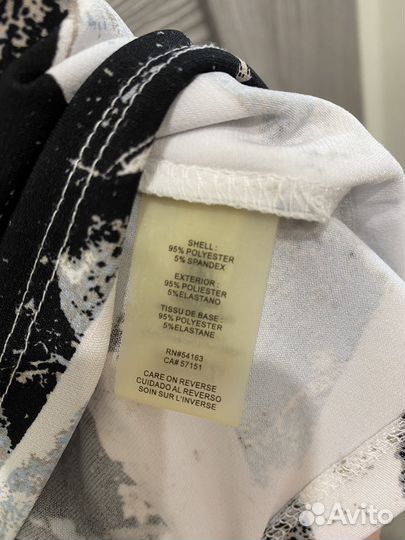 SHELL :
95% POLYESTER
5% SPANDEX
EXTERIOR :
95% POLIESTER
5%ELASTANO
TISSU DE BASE :
95% POLYESTER
5%ELASTANE
RN#54163
CA# 57151
CARE ON REVERSE
CUIDADO AL REVERSO
SOIN SUR L'INVERSE
Avito